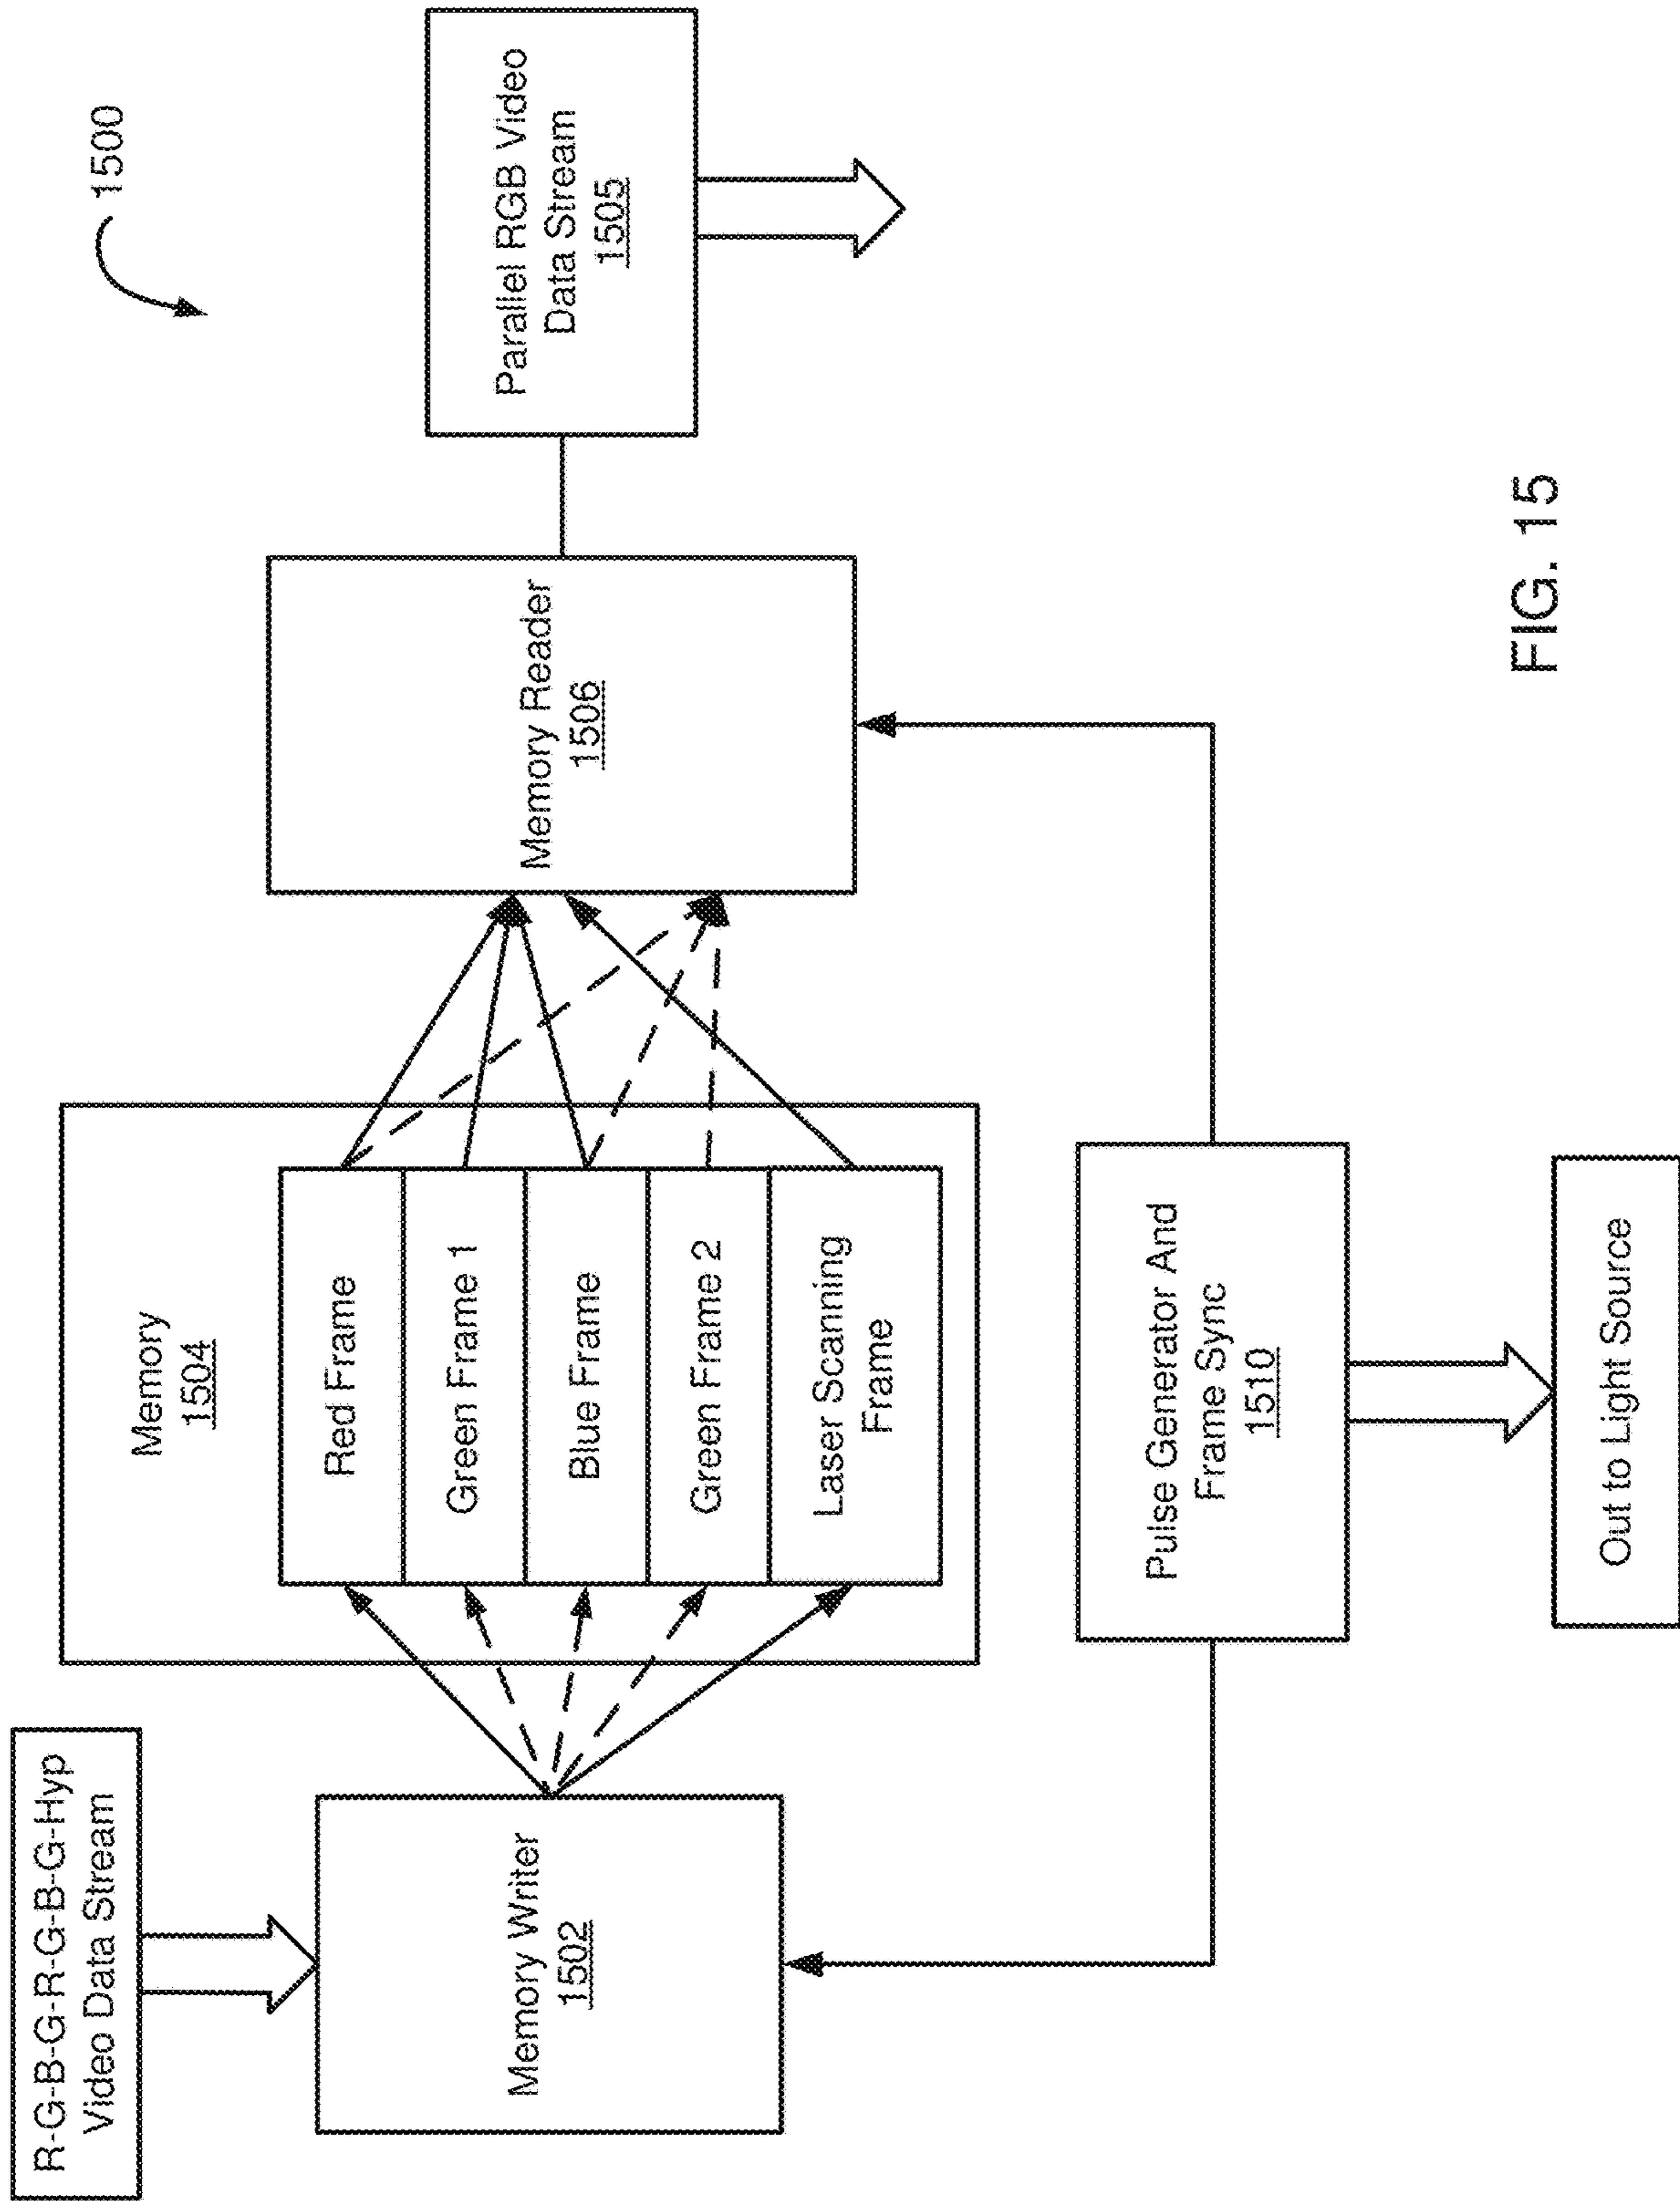 1500
R-G-B-G-R-G-B-G-Hyp
Video Data Stream
Memory Writer
1502
Memory
1504
Red Frame
Green Frame 1
Blue Frame
Green Frame 2
Laser Scanning
Frame
Memory Reader
1506
Parallel RGB Video
Data Stream
1505
Pulse Generator And
Frame Sync
1510
Out to Light Source
FIG. 15